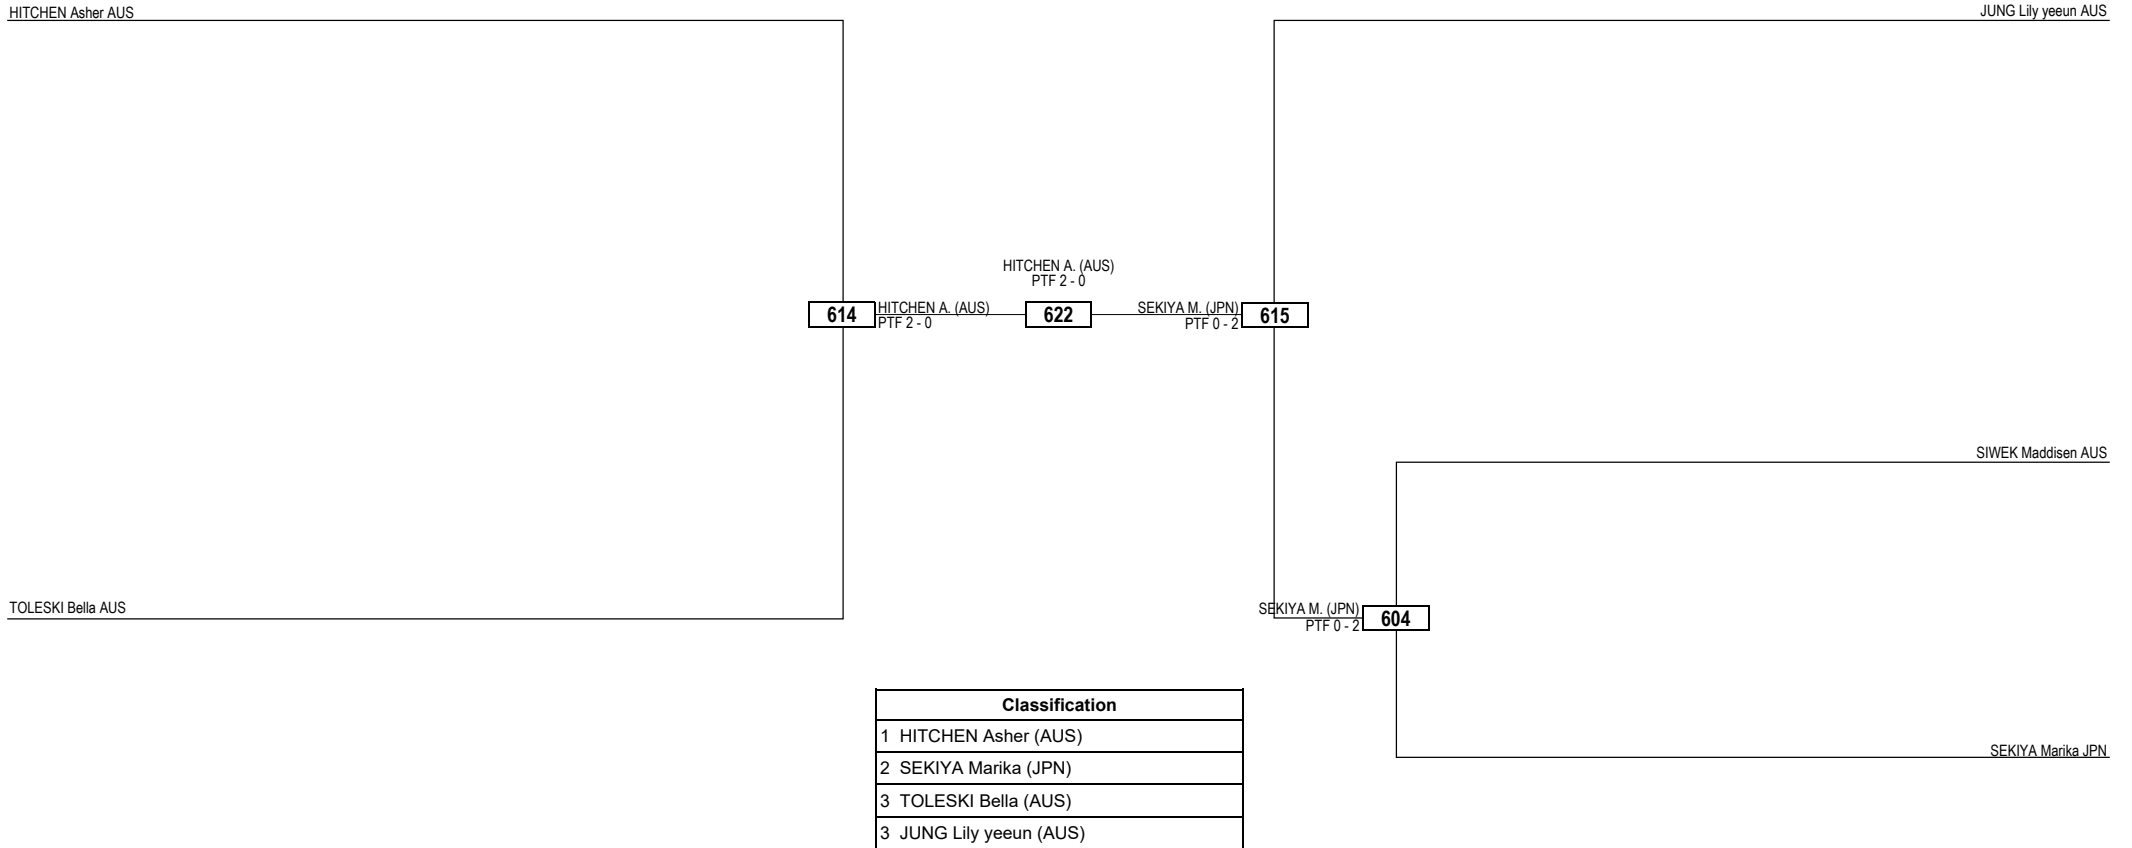 HITCHEN Asher AUS
JUNG Lily yeeun AUS
HITCHEN A. (AUS)
PTF 2 - 0
614
HITCHEN A. (AUS)
PTF 2 - 0
622
SEKIYA M. (JPN)
PTF 0 - 2
615
SIWEK Maddisen AUS
TOLESKI Bella AUS
SEKIYA M. (JPN)
PTF 0 - 2
604
SEKIYA Marika JPN
Classification
1 HITCHEN Asher (AUS)
2 SEKIYA Marika (JPN)
3 TOLESKI Bella (AUS)
3 JUNG Lily yeeun (AUS)